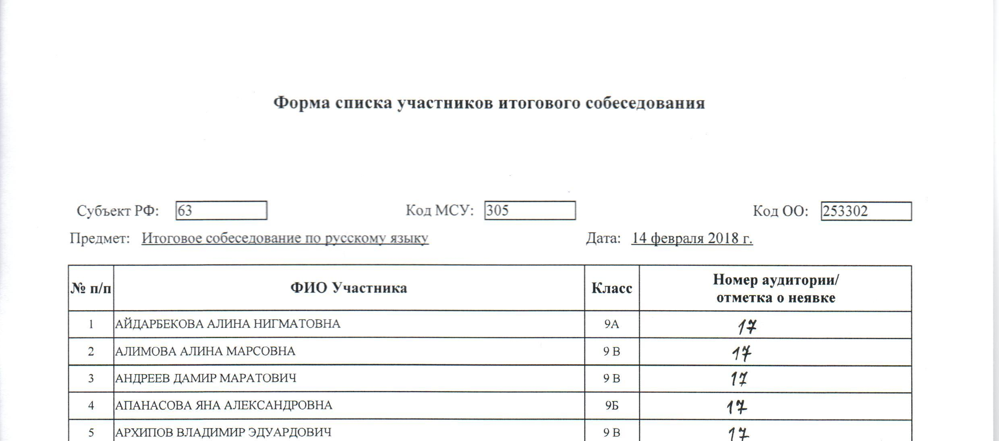 Форма списка участников итогового собеседования
Субъект РФ: 63 Код МСУ: 305 Код ОО: 253302
Предмет: Итоговое собеседование по русскому языку Дата: 14 февраля 2018 г.
№ п/п ФИО Участника Класс Номер аудитории/
отметка о неявке
1 АЙДАРБЕКОВА АЛИНА НИГМАТОВНА 9А 17
2 АЛИМОВА АЛИНА МАРСОВНА 9 В 17
3 АНДРЕЕВ ДАМИР МАРАТОВИЧ 9 В 17
4 АПАНАСОВА ЯНА АЛЕКСАНДРОВНА 9Б 17
5 АРХИПОВ ВЛАДИМИР ЭДУАРДОВИЧ 9 В 17